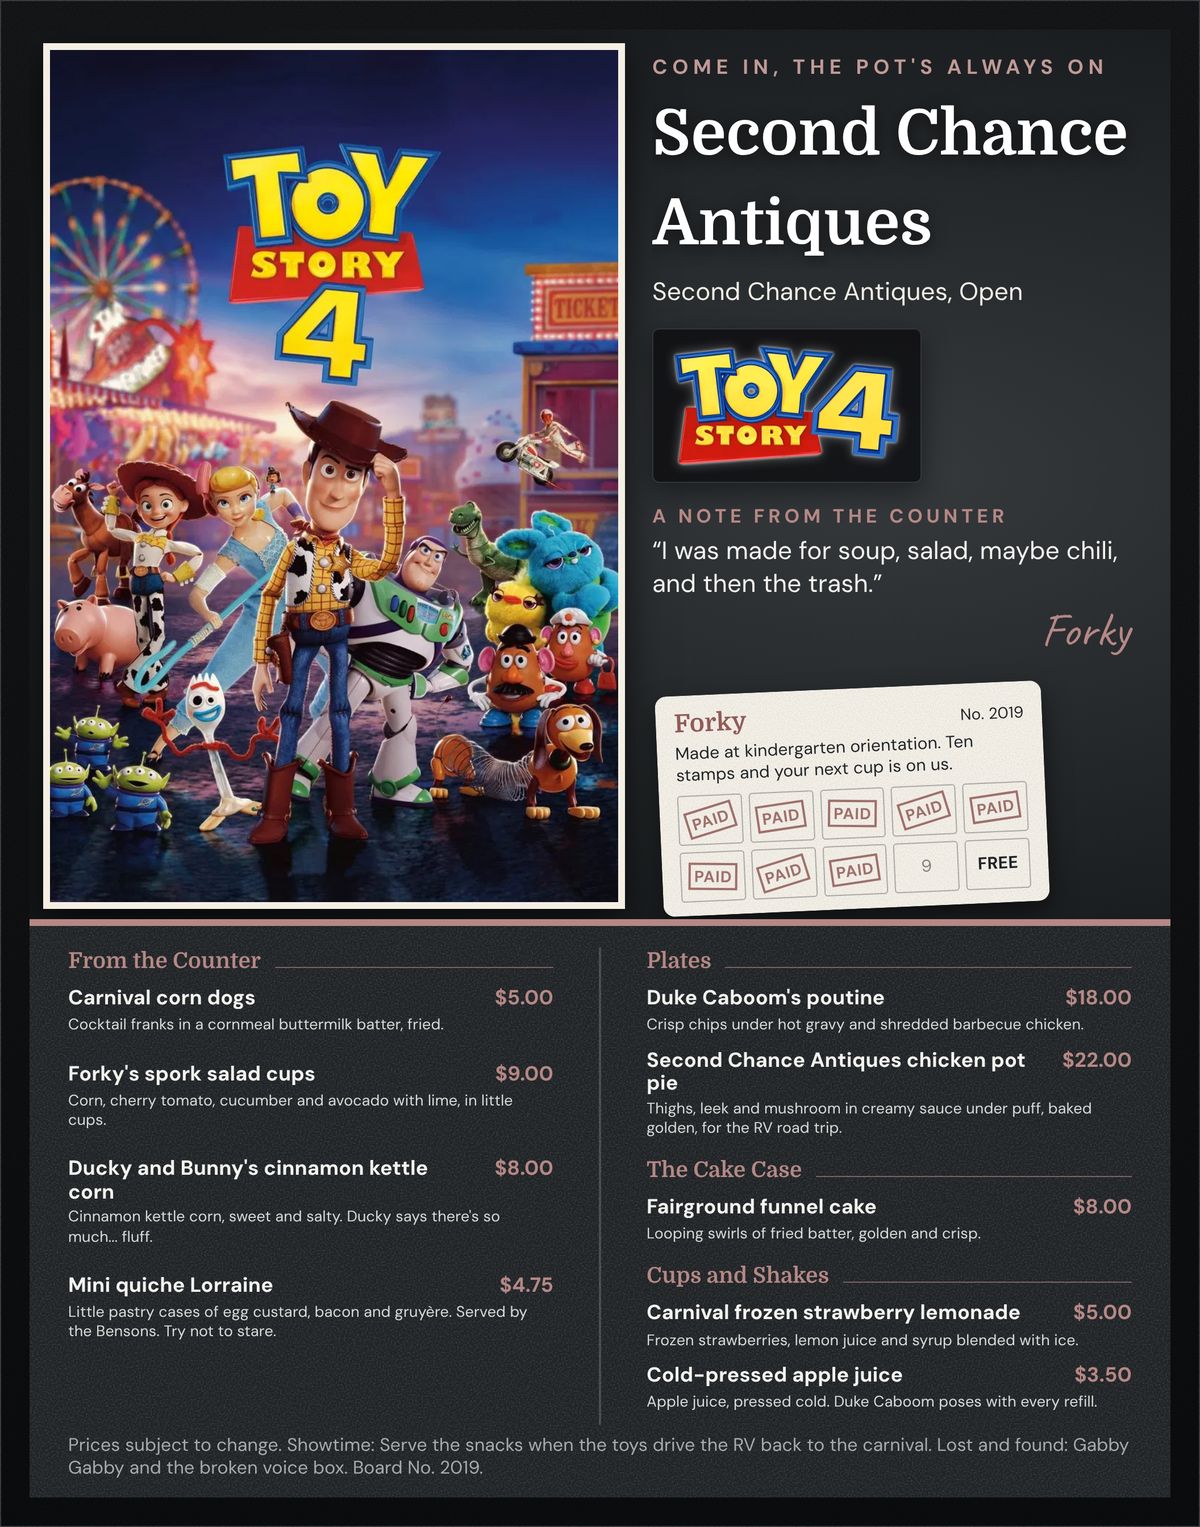 TOY
STORY
4
TICKET
COME IN, THE POT'S ALWAYS ON
Second Chance
Antiques
Second Chance Antiques, Open
TOY
STORY
4
A NOTE FROM THE COUNTER
“I was made for soup, salad, maybe chili,
and then the trash.”
Forky
Forky
No. 2019
Made at kindergarten orientation. Ten
stamps and your next cup is on us.
PAID PAID PAID PAID PAID
PAID PAID PAID 9 FREE
From the Counter
Carnival corn dogs $5.00
Cocktail franks in a cornmeal buttermilk batter, fried.
Forky's spork salad cups $9.00
Corn, cherry tomato, cucumber and avocado with lime, in little
cups.
Ducky and Bunny's cinnamon kettle $8.00
corn
Cinnamon kettle corn, sweet and salty. Ducky says there's so
much... fluff.
Mini quiche Lorraine $4.75
Little pastry cases of egg custard, bacon and gruyère. Served by
the Bensons. Try not to stare.
Plates
Duke Caboom's poutine $18.00
Crisp chips under hot gravy and shredded barbecue chicken.
Second Chance Antiques chicken pot $22.00
pie
Thighs, leek and mushroom in creamy sauce under puff, baked
golden, for the RV road trip.
The Cake Case
Fairground funnel cake $8.00
Looping swirls of fried batter, golden and crisp.
Cups and Shakes
Carnival frozen strawberry lemonade $5.00
Frozen strawberries, lemon juice and syrup blended with ice.
Cold-pressed apple juice $3.50
Apple juice, pressed cold. Duke Caboom poses with every refill.
Prices subject to change. Showtime: Serve the snacks when the toys drive the RV back to the carnival. Lost and found: Gabby
Gabby and the broken voice box. Board No. 2019.